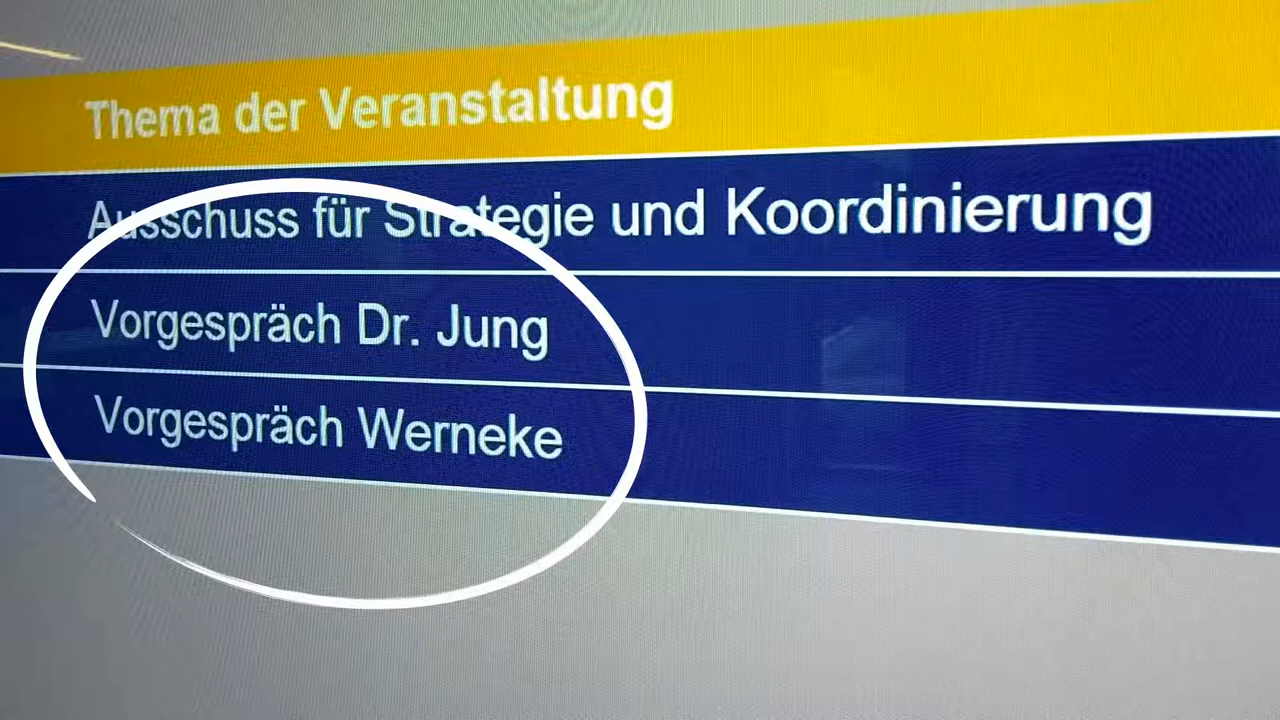 Thema der Veranstaltung
Ausschuss für Strategie und Koordinierung
Vorgespräch Dr. Jung
Vorgespräch Werneke